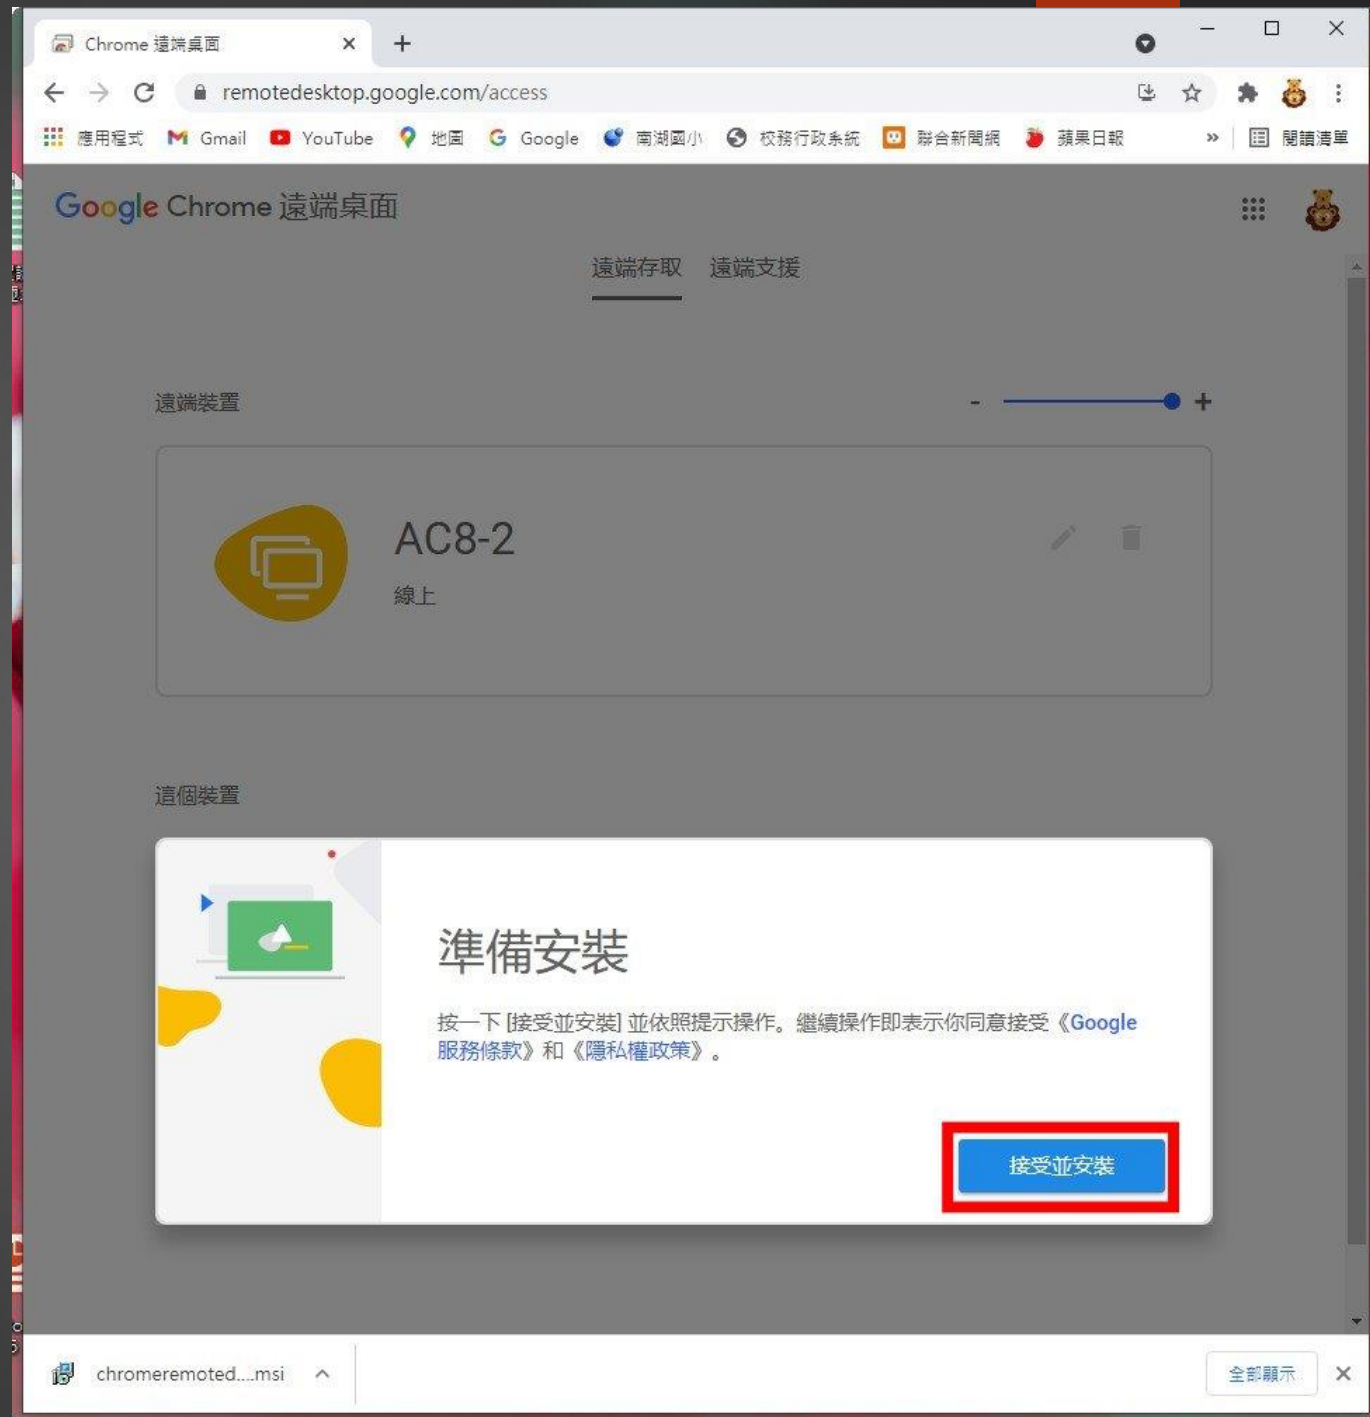 Chrome 遠端桌面
remotedesktop.google.com/access
應用程式 Gmail YouTube 地圖 Google 南湖國小 校務行政系統 聯合新聞網 蘋果日報 » 閱讀清單
Google Chrome 遠端桌面
遠端存取 遠端支援
遠端裝置
- +
AC8-2
線上
這個裝置
準備安裝
按一下 [接受並安裝] 並依照提示操作。繼續操作即表示你同意接受《Google
服務條款》和《隱私權政策》。
接受並安裝
chromeremoted....msi
全部顯示